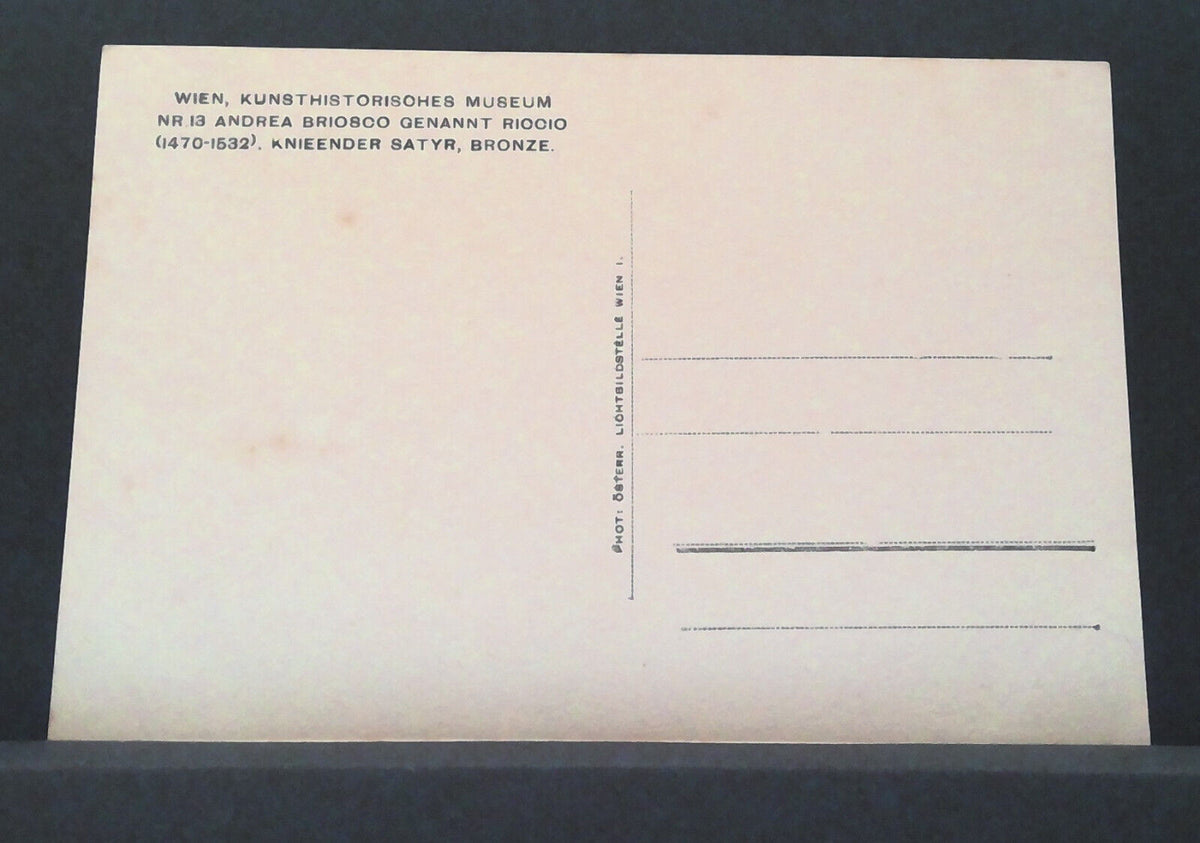 WIEN, KUNSTHISTORISCHES MUSEUM
NR 13 ANDREA BRIOSCO GENANNT RICCIO
(1470-1532). KNIEENDER SATYR, BRONZE.
PHOT: ÖSTERR. LICHTBILDSTELLE WIEN I.